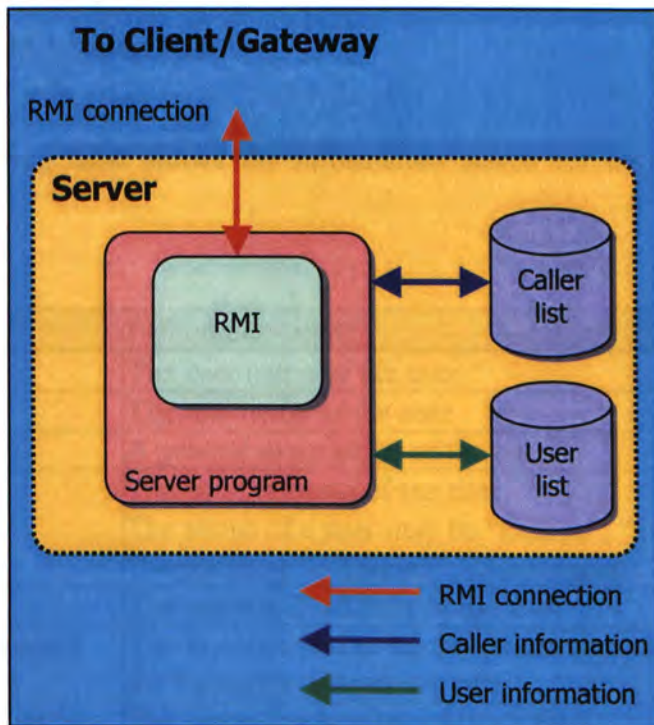 To Client/Gateway
RMI connection
Server
RMI
Server program
Caller
list
User
list
RMI connection
Caller information
User information